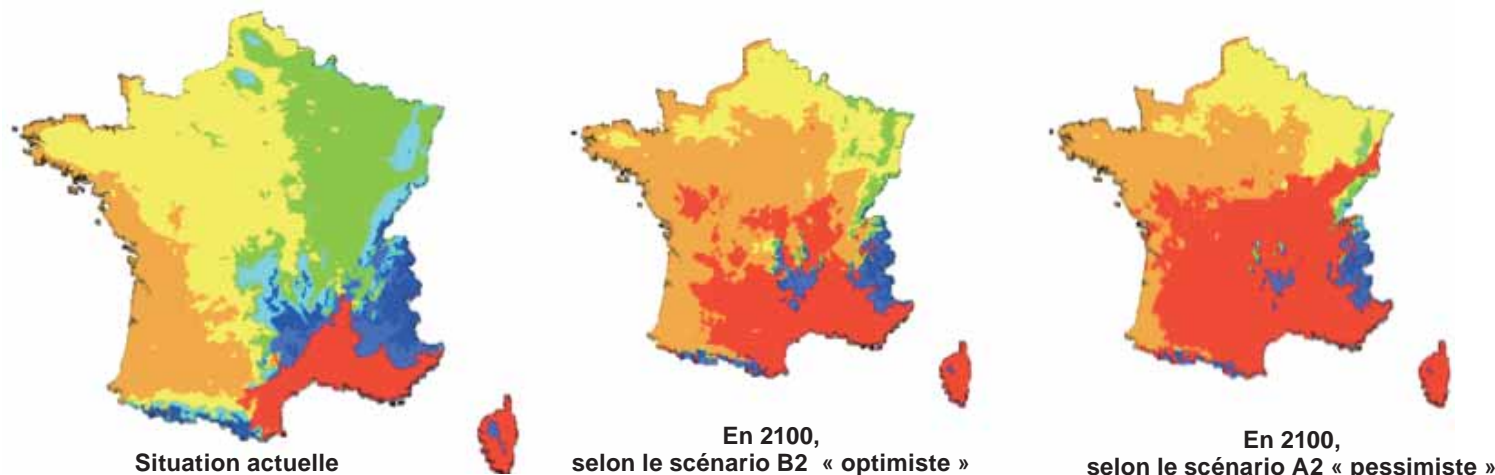 Situation actuelle
En 2100,
selon le scénario B2 « optimiste »
En 2100,
selon le scénario A2 « pessimiste »